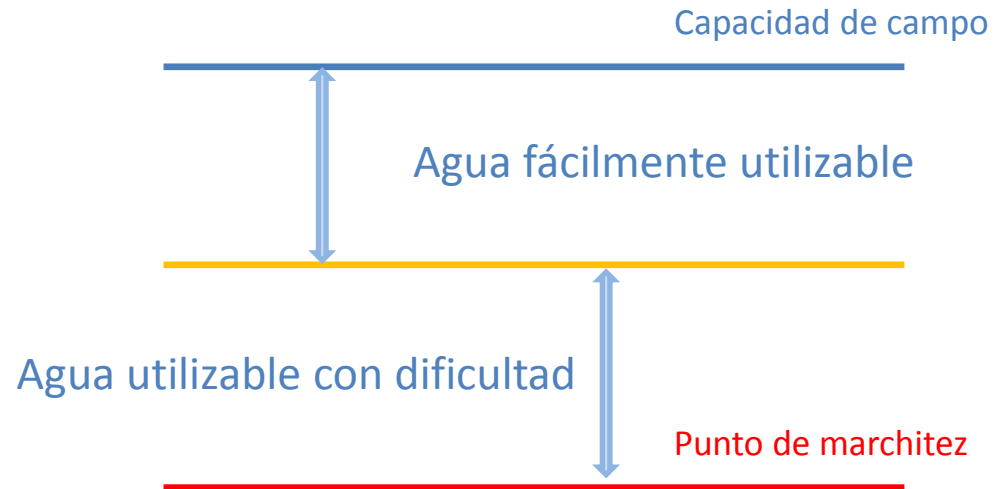 Capacidad de campo
Agua fácilmente utilizable
Agua utilizable con dificultad
Punto de marchitez